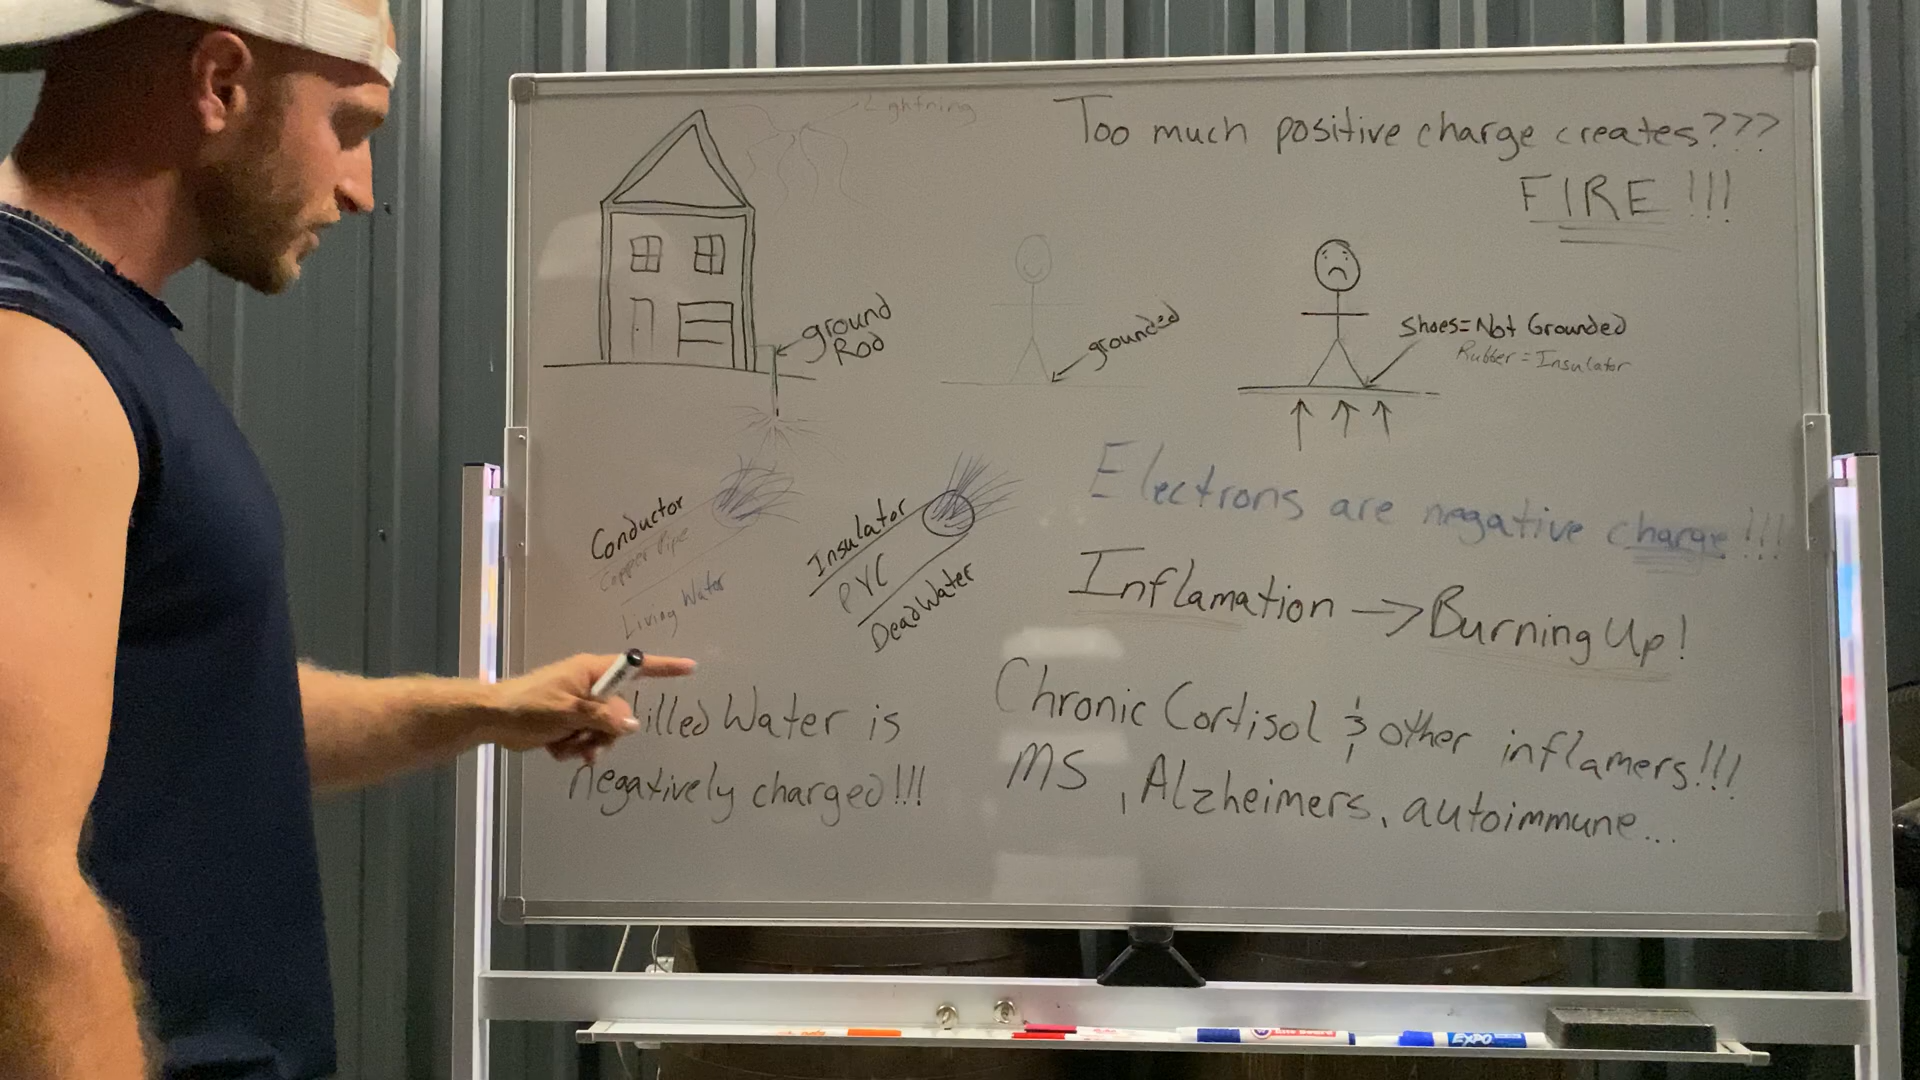 Lightning
Too much positive charge creates???
FIRE!!!
ground
Rod
grounded
Shoes=Not Grounded
Rubber = Insulator
Electrons are negative charge!!!
Conductor
Copper Pipe
Living Water
Insulator
PVC
Dead Water
Inflamation → Burning Up!
Water is
negatively charged!!!
Chronic Cortisol & other inflamers!!!
MS, Alzheimers, autoimmune...
EXPO